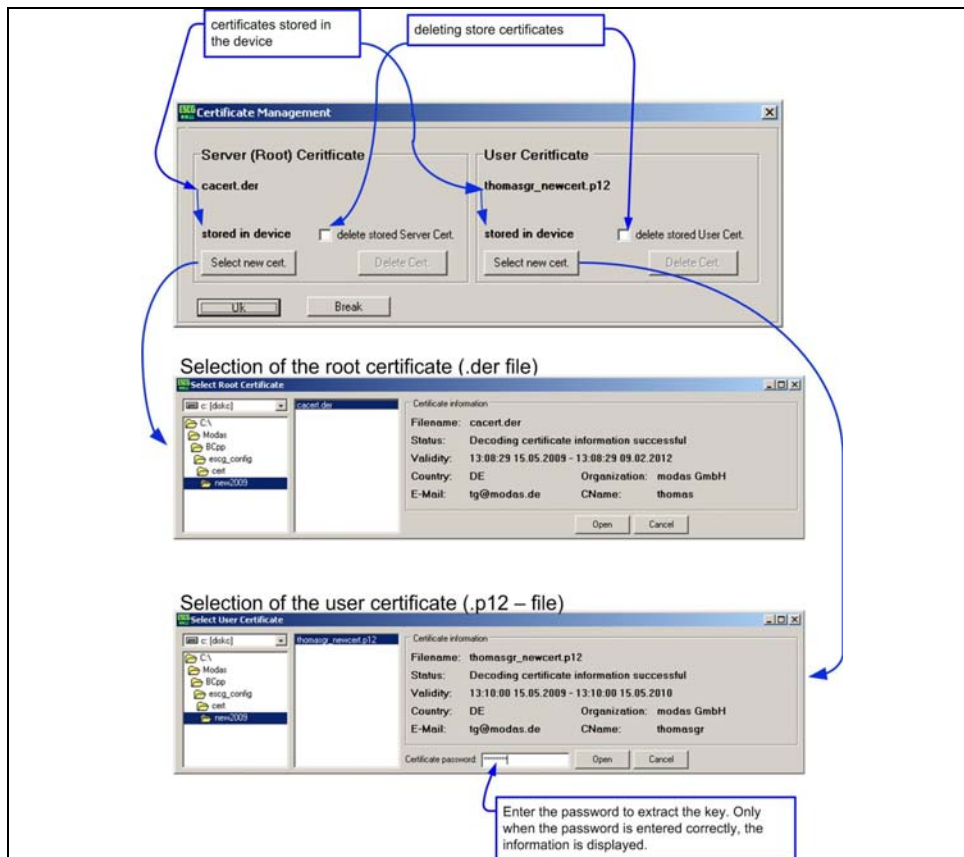 certificates stored in
the device
deleting store certificates
Certificate Management
Server (Root) Ceritficate
cacert.der
stored in device
delete stored Server Cert.
Select new cert.
Delete Cert.
User Ceritficate
thomasgr_newcert.p12
stored in device
delete stored User Cert.
Select new cert.
Delete Cert.
Break
Selection of the root certificate (.der file)
Select Root Certificate
c: [diskc]
C:\
Modas
BCpp
escg_config
cert
new2009
cacert.der
Certificate information
Filename: cacert.der
Status: Decoding certificate information successful
Validity: 13:08:29 15.05.2009 - 13:08:29 09.02.2012
Country: DE Organization: modas GmbH
E-Mail: tg@modas.de CName: thomas
Open Cancel
Selection of the user certificate (.p12 – file)
Select User Certificate
c: [diskc]
C:\
Modas
BCpp
escg_config
cert
new2009
thomasgr_newcert.p12
Certificate information
Filename: thomasgr_newcert.p12
Status: Decoding certificate information successful
Validity: 13:10:00 15.05.2009 - 13:10:00 15.05.2010
Country: DE Organization: modas GmbH
E-Mail: tg@modas.de CName: thomasgr
Certificate password:
Open Cancel
Enter the password to extract the key. Only
when the password is entered correctly, the
information is displayed.